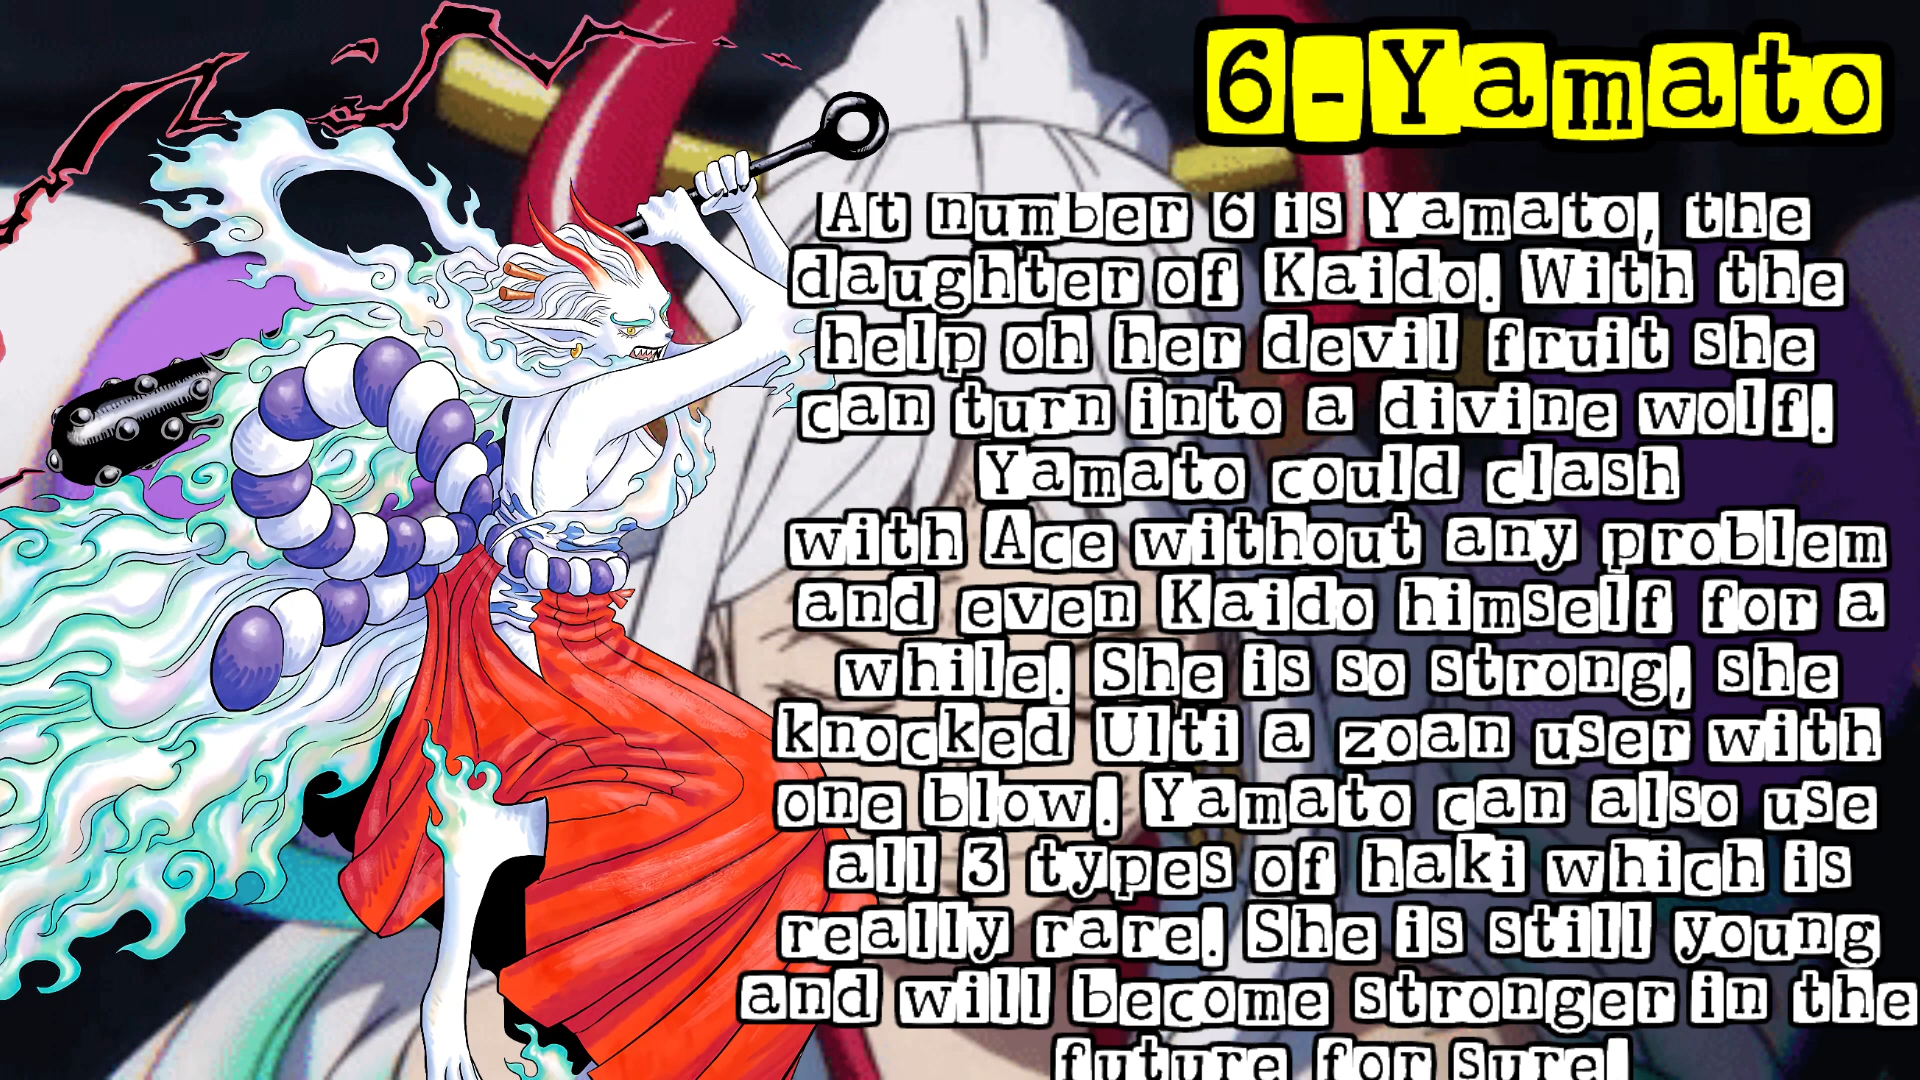 6-Yamato
At number 6 is Yamato, the
daughter of Kaido. With the
help oh her devil fruit she
can turn into a divine wolf.
Yamato could clash
with Ace without any problem
and even Kaido himself for a
while. She is so strong, she
knocked Ulti a zoan user with
one blow. Yamato can also use
all 3 types of haki which is
really rare. She is still young
and will become stronger in the
future for sure.